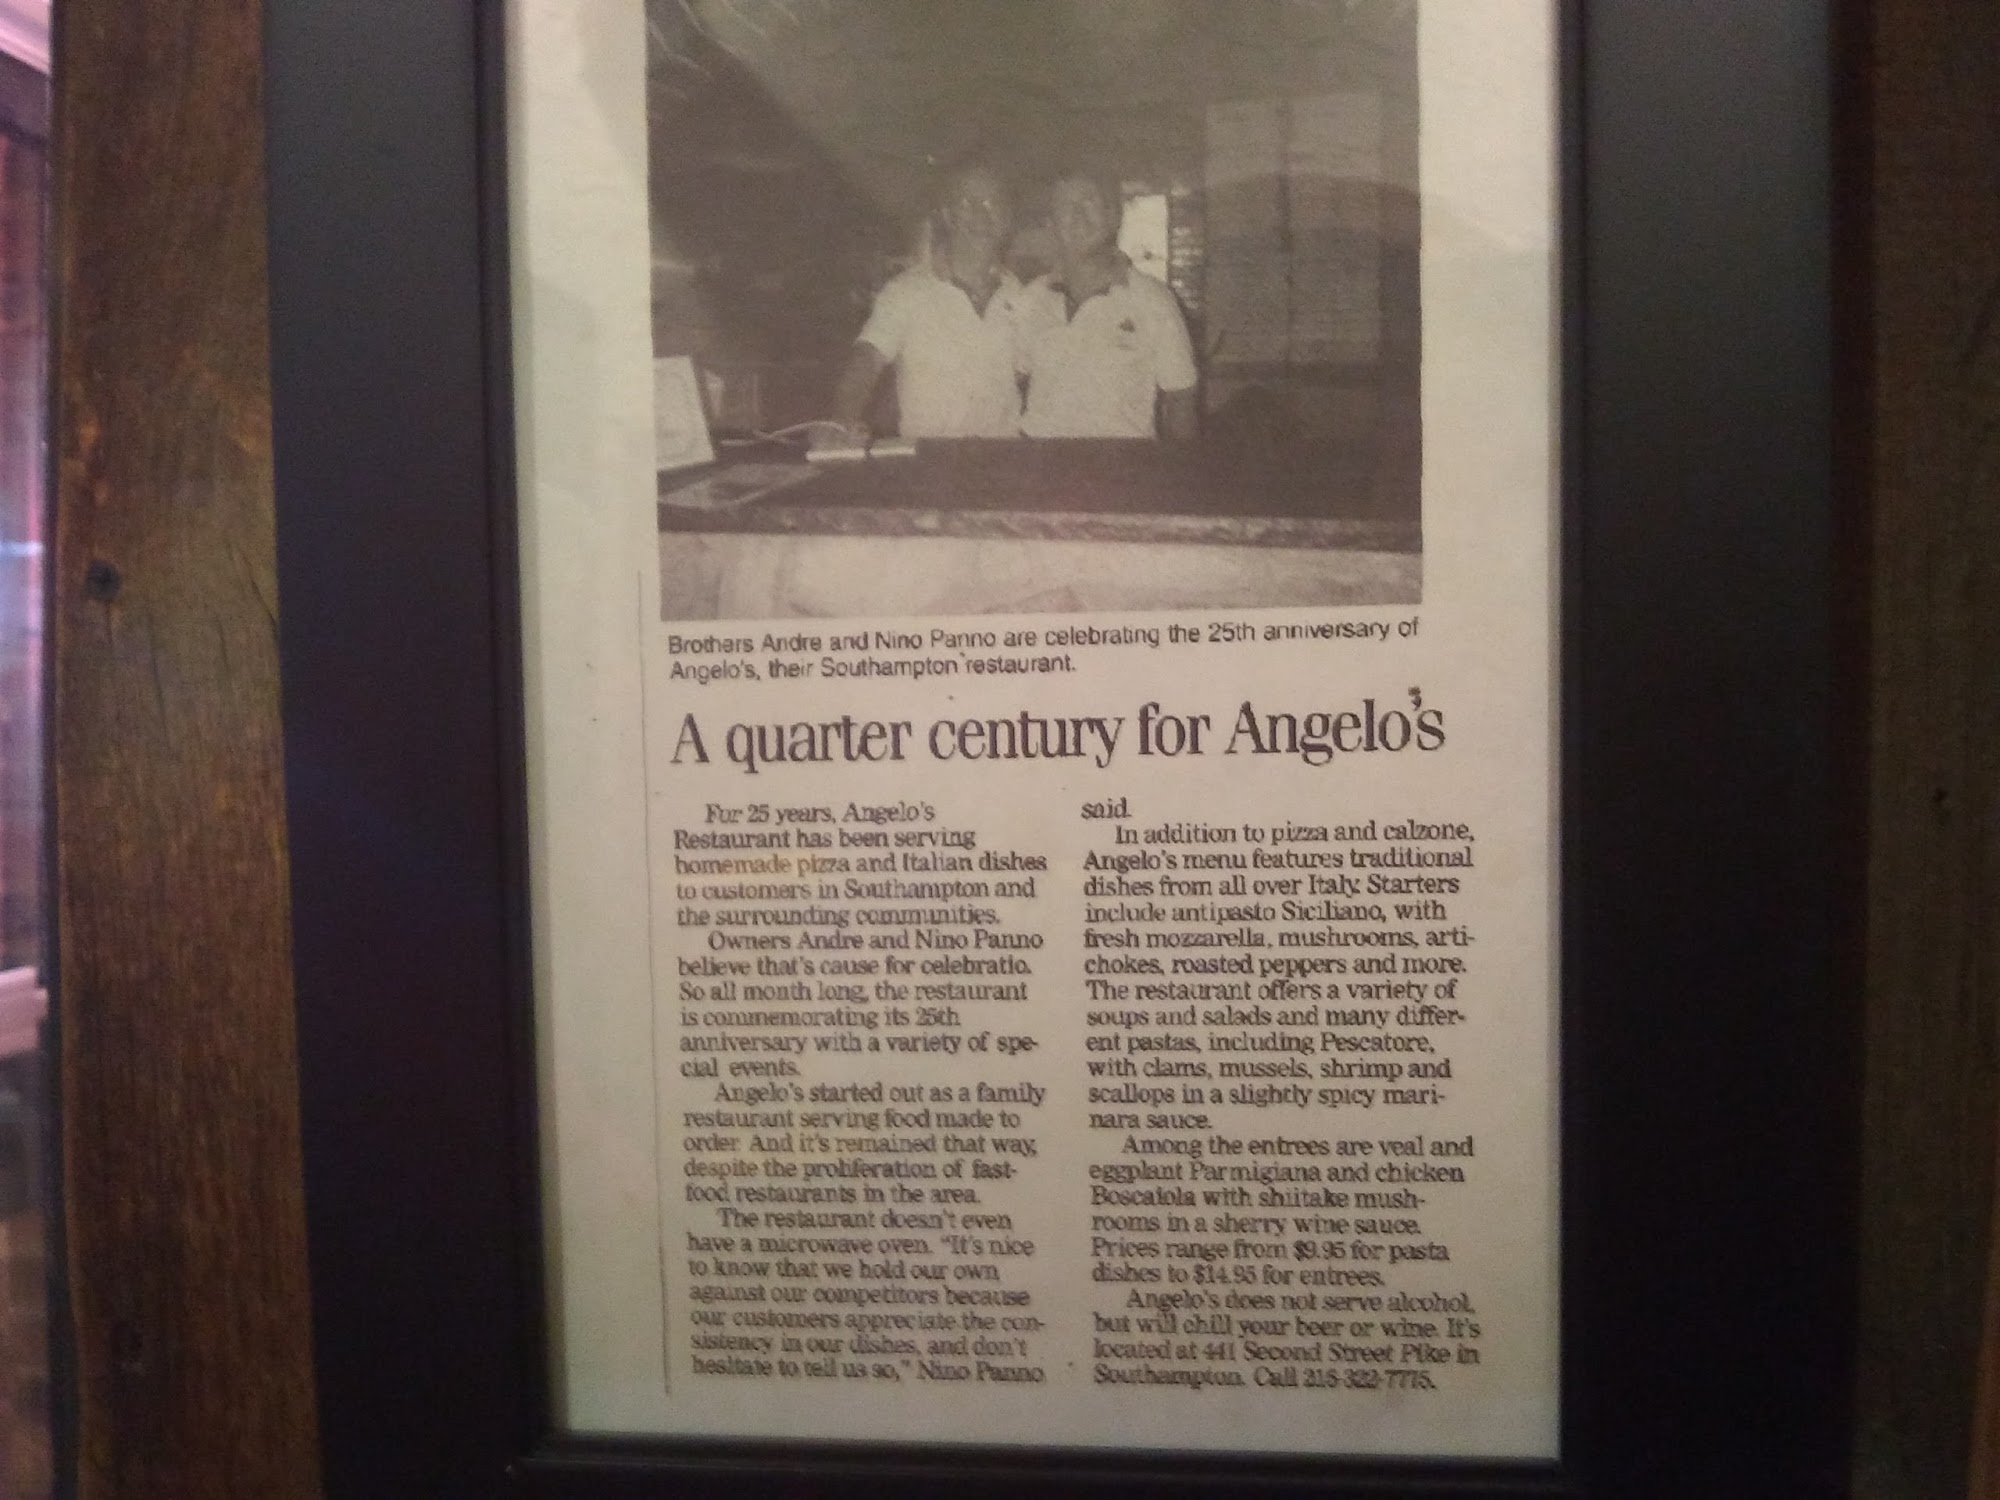 Brothers Andre and Nino Panno are celebrating the 25th anniversary of
Angelo's, their Southampton restaurant.
A quarter century for Angelo's
For 25 years, Angelo's
Restaurant has been serving
homemade pizza and Italian dishes
to customers in Southampton and
the surrounding communities.
Owners Andre and Nino Panno
believe that's cause for celebratio.
So all month long, the restaurant
is commemorating its 25th
anniversary with a variety of spe-
cial events.
Angelo's started out as a family
restaurant serving food made to
order. And it's remained that way,
despite the proliferation of fast-
food restaurants in the area.
The restaurant doesn't even
have a microwave oven. "It's nice
to know that we hold our own
against our competitors because
our customers appreciate the con-
sistency in our dishes, and don't
hesitate to tell us so," Nino Panno
said.
In addition to pizza and calzone,
Angelo's menu features traditional
dishes from all over Italy. Starters
include antipasto Siciliano, with
fresh mozzarella, mushrooms, arti-
chokes, roasted peppers and more.
The restaurant offers a variety of
soups and salads and many differ-
ent pastas, including Pescatore,
with clams, mussels, shrimp and
scallops in a slightly spicy mari-
nara sauce.
Among the entrees are veal and
eggplant Parmigiana and chicken
Boscaiola with shiitake mush-
rooms in a sherry wine sauce.
Prices range from $9.95 for pasta
dishes to $14.95 for entrees.
Angelo's does not serve alcohol,
but will chill your beer or wine. It's
located at 441 Second Street Pike in
Southampton. Call 215-322-7775.